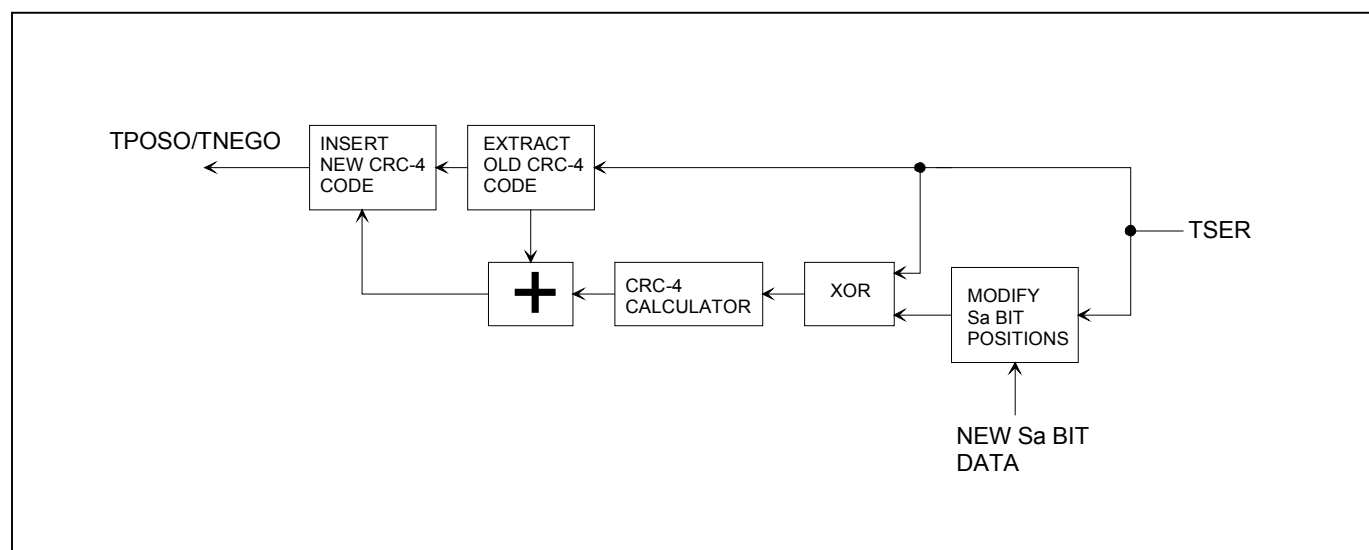 TPOSO/TNEGO
INSERT
NEW CRC-4
CODE
EXTRACT
OLD CRC-4
CODE
TSER
+
CRC-4
CALCULATOR
XOR
MODIFY
Sa BIT
POSITIONS
NEW Sa BIT
DATA